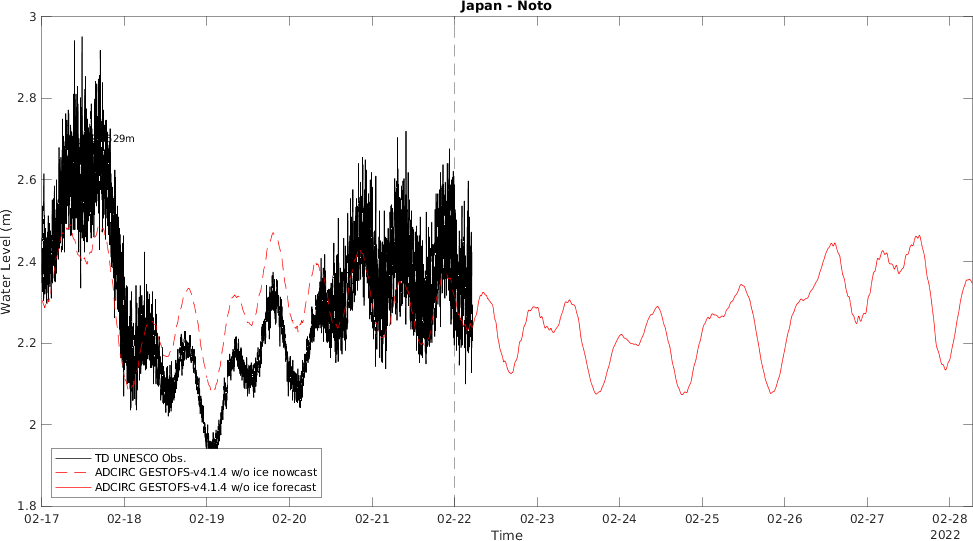 Japan - Noto
3
2.8
29m
2.6
2.4
2.2
2
1.8
Water Level (m)
TD UNESCO Obs.
ADCIRC GESTOFS-v4.1.4 w/o ice nowcast
ADCIRC GESTOFS-v4.1.4 w/o ice forecast
02-17 02-18 02-19 02-20 02-21 02-22 02-23 02-24 02-25 02-26 02-27 02-28
Time
2022